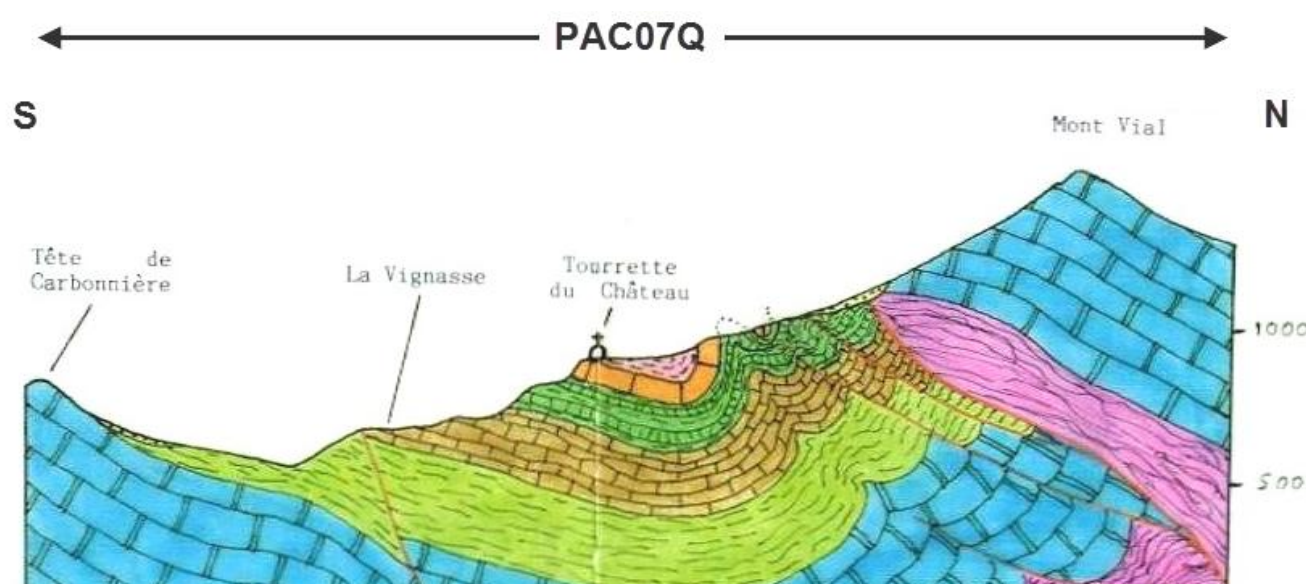 PAC07Q
S
N
Mont Vial
Tête de
Carbonnière
La Vignasse
Tourrette
du Château
1000
500